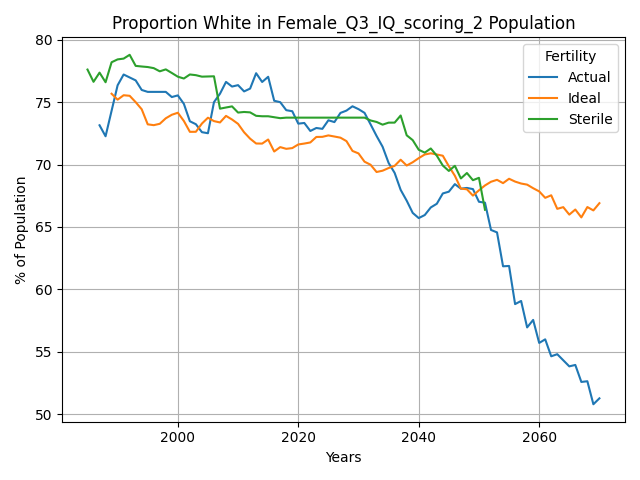 Proportion White in Female_Q3_IQ_scoring_2 Population
80
75
70
65
60
55
50
% of Population
Fertility
Actual
Ideal
Sterile
2000
2020
2040
2060
Years